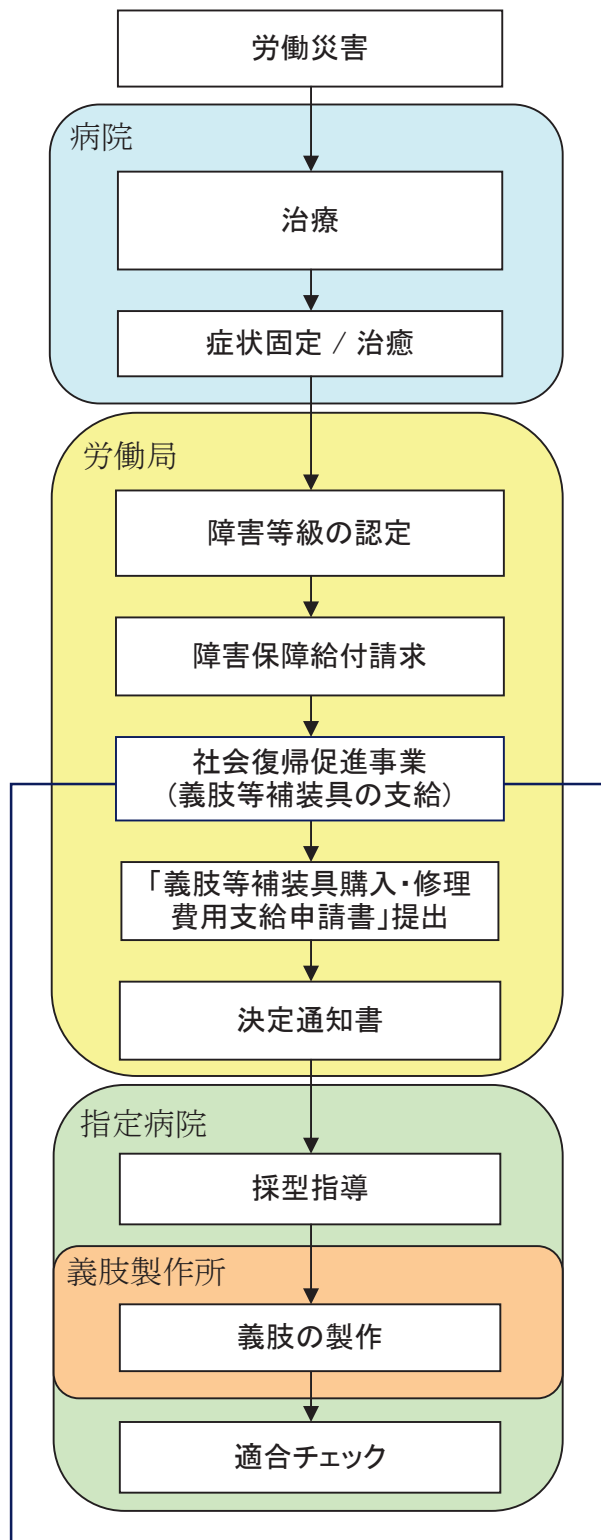 労働災害
病院
治療
症状固定 / 治癒
労働局
障害等級の認定
障害保障給付請求
社会復帰促進事業
(義肢等補装具の支給)
「義肢等補装具購入・修理
費用支給申請書」提出
決定通知書
指定病院
採型指導
義肢製作所
義肢の製作
適合チェック